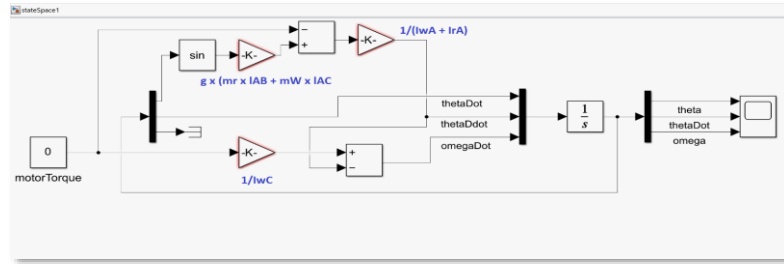 stateSpace1
1/(IwA + IrA)
−
+
sin
-K-
-K-
g x (mr x lAB + mW x lAC
thetaDot
thetaDdot
omegaDot
1
s
theta
thetaDot
omega
0
motorTorque
-K-
1/IwC
+
−